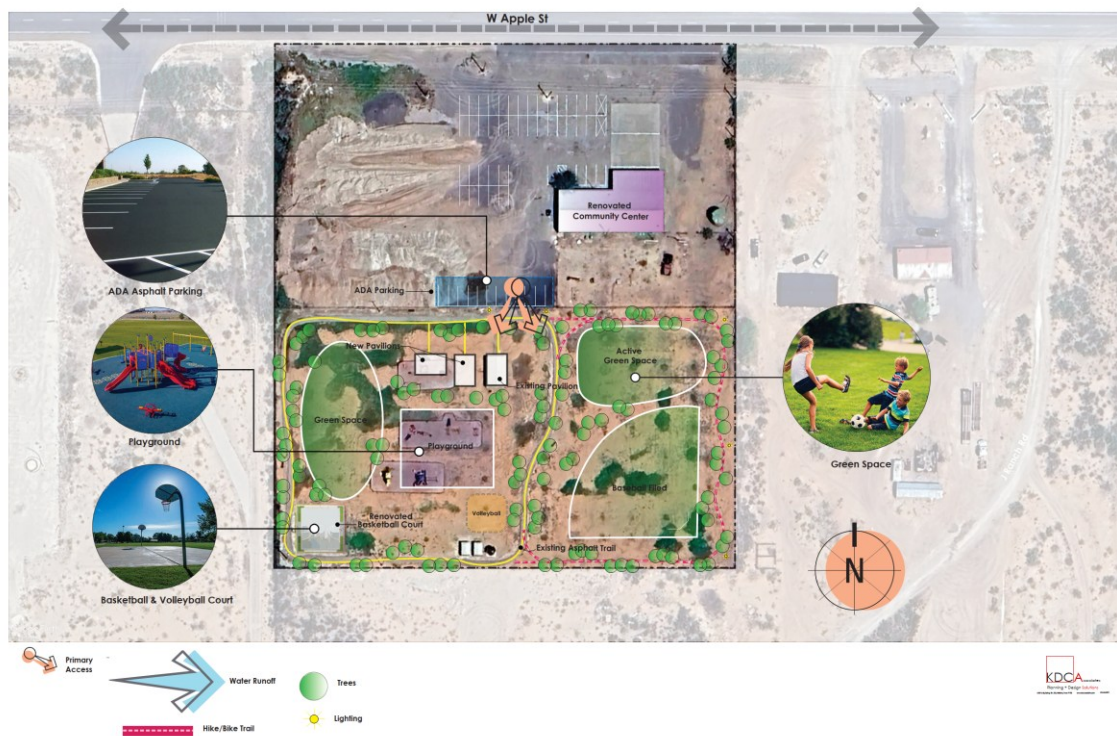 W Apple St
Renovated
Community Center
ADA Parking
ADA Asphalt Parking
New Pavilions
Existing Pavilion
Active
Green Space
Green Space
Playground
Playground
Green Space
Baseball Filed
Volleyball
Renovated
Basketball Court
Existing Asphalt Trail
Basketball & Volleyball Court
N
Primary
Access
Water Runoff
Trees
Lighting
Hike/Bike Trail
KDCA Associates
Planning + Design Solutions